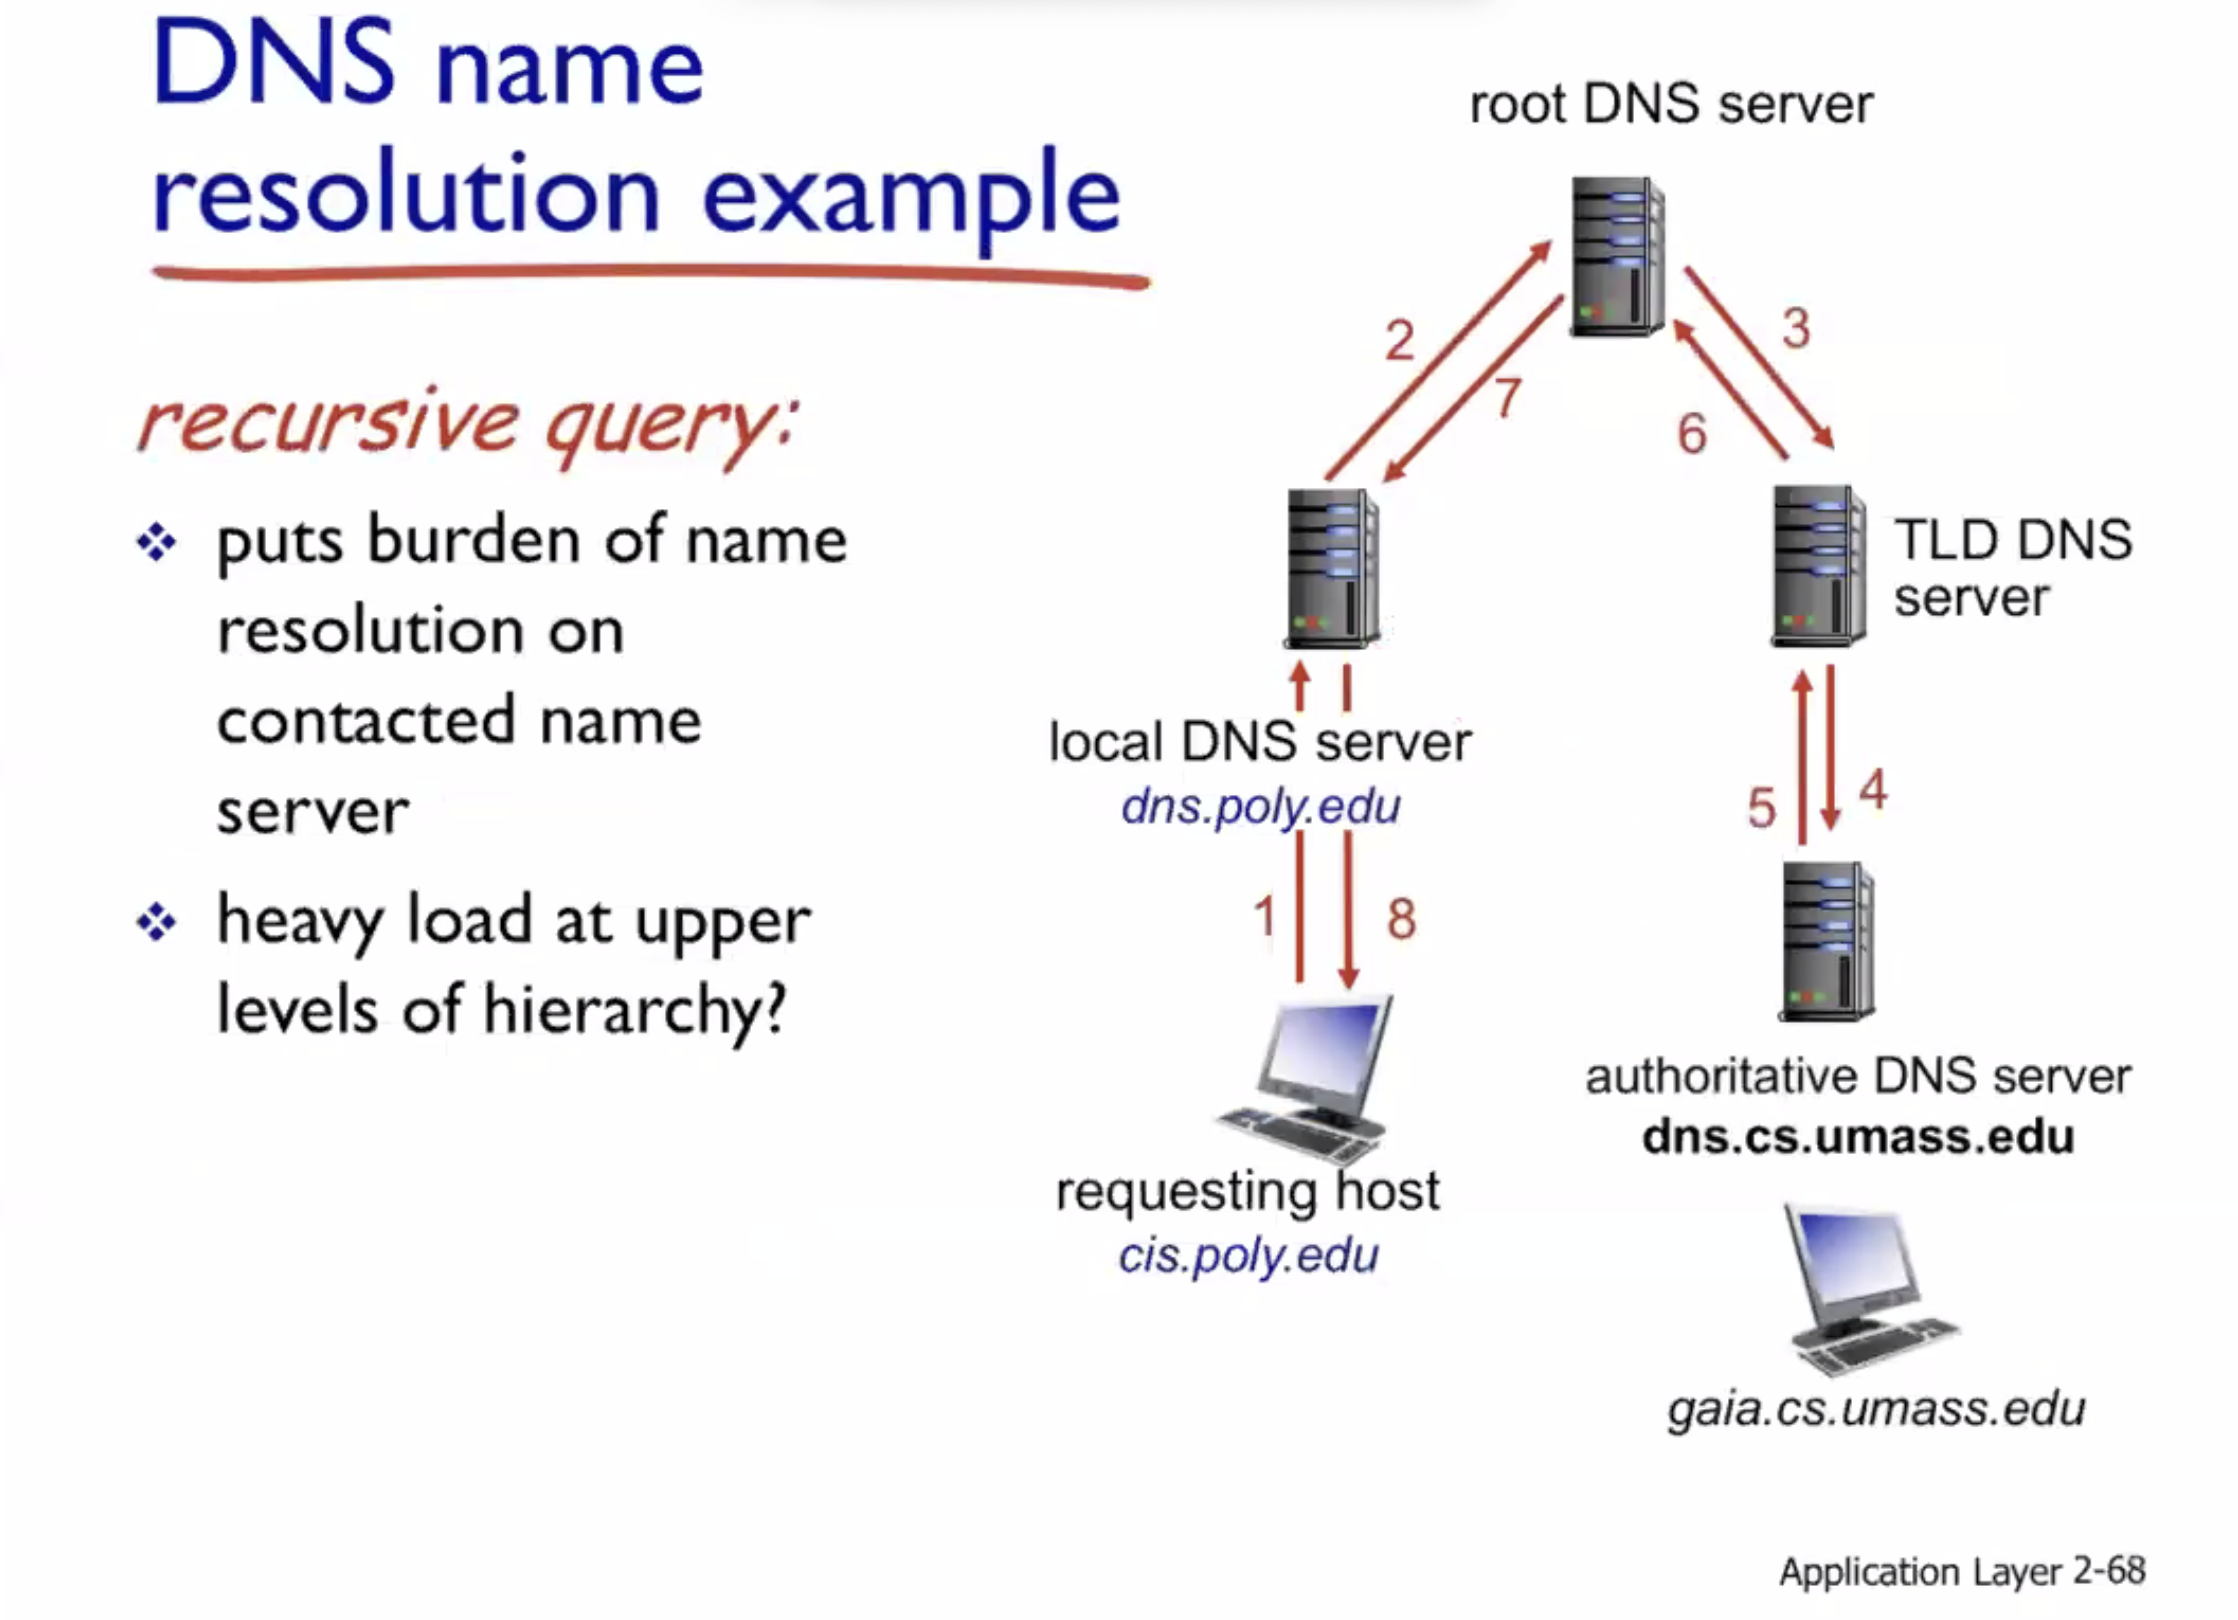 DNS name
resolution example
recursive query:
❖ puts burden of name
resolution on
contacted name
server
❖ heavy load at upper
levels of hierarchy?
root DNS server
2
3
7
6
TLD DNS
server
local DNS server
dns.poly.edu
5
4
1
8
authoritative DNS server
dns.cs.umass.edu
requesting host
cis.poly.edu
gaia.cs.umass.edu
Application Layer 2-68